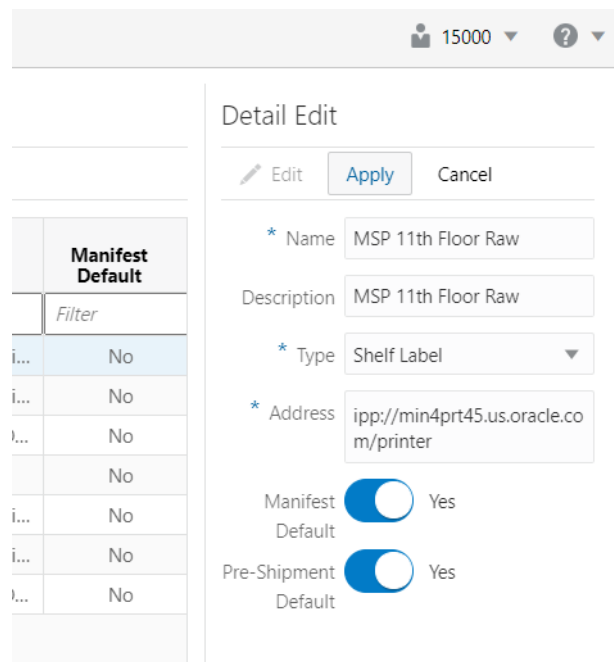 15000
Detail Edit
Edit Apply Cancel
Manifest
Default
Filter
No
No
No
No
No
No
No
* Name MSP 11th Floor Raw
Description MSP 11th Floor Raw
* Type Shelf Label
* Address ipp://min4prt45.us.oracle.co
m/printer
Manifest Yes
Default
Pre-Shipment Yes
Default